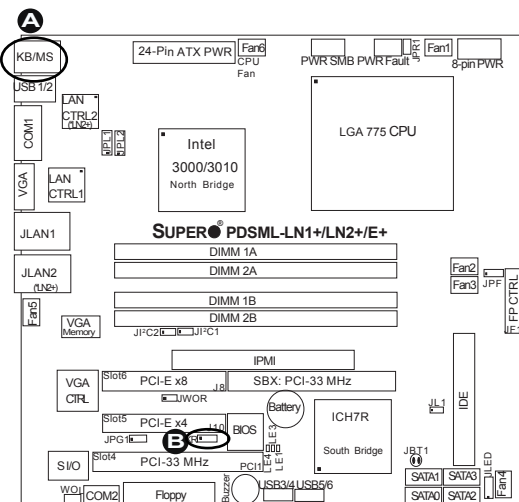 A
KB/MS
USB 1/2
24-Pin ATX PWR
Fan6
CPU
Fan
PWR SMB
PWR Fault
JPR1
Fan1
8-pin PWR
COM1
LAN
CTRL2
(*LN2+)
JPL1
JPL2
Intel
3000/3010
North Bridge
LGA 775 CPU
VGA
LAN
CTRL1
JLAN1
SUPER® PDSML-LN1+/LN2+/E+
DIMM 1A
DIMM 2A
JLAN2
(*LN2+)
Fan5
DIMM 1B
DIMM 2B
Fan2
Fan3
JPF
FP CTRL
JF1
VGA
Memory
JI²C2
JI²C1
IPMI
VGA
CTRL
Slot6
PCI-E x8
J8
SBX: PCI-33 MHz
JWOR
Battery
ICH7R
South Bridge
JL1
IDE
Slot5
PCI-E x4
J10
BIOS
JPG1
B
LE3
LE4
LE1
S I/O
Slot4
PCI-33 MHz
PCI1
JBT1
WOL
COM2
Floppy
Buzzer
USB3/4
USB5/6
SATA1
SATA3
SATA0
SATA2
Fan4